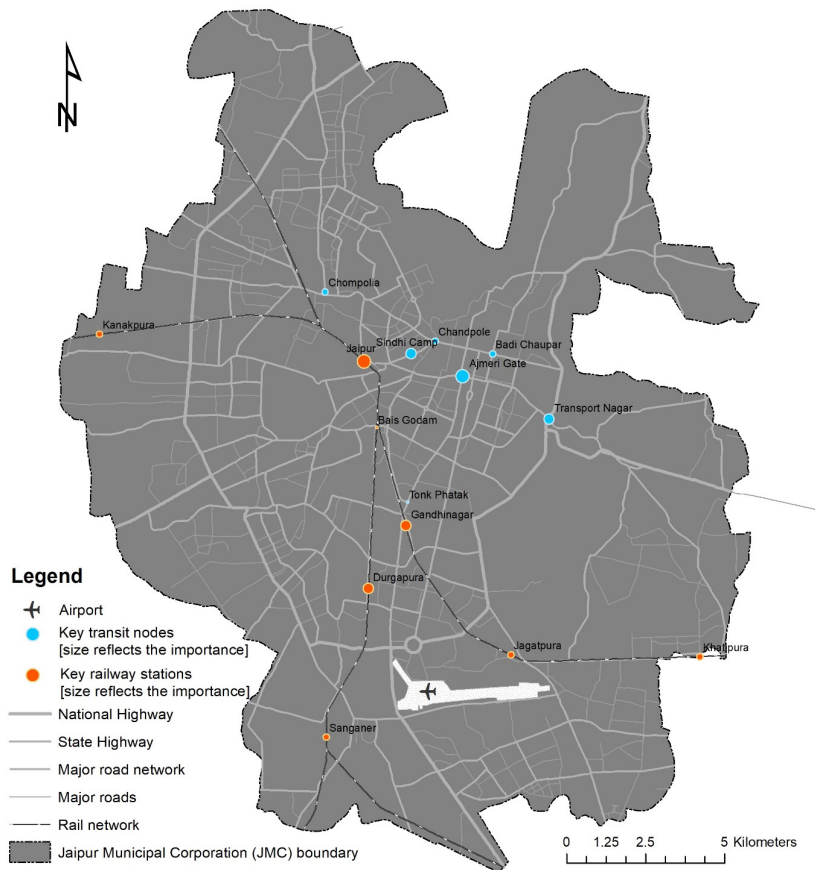 N
Chompolia
Kanakpura
Chandpole
Sindhi Camp
Jaipur
Badi Chaupar
Ajmeri Gate
Transport Nagar
Bais Godam
Tonk Phatak
Gandhinagar
Durgapura
Jagatpura
Khatipura
Sanganer
Legend
Airport
Key transit nodes
[size reflects the importance]
Key railway stations
[size reflects the importance]
National Highway
State Highway
Major road network
Major roads
Rail network
Jaipur Municipal Corporation (JMC) boundary
0 1.25 2.5 5 Kilometers